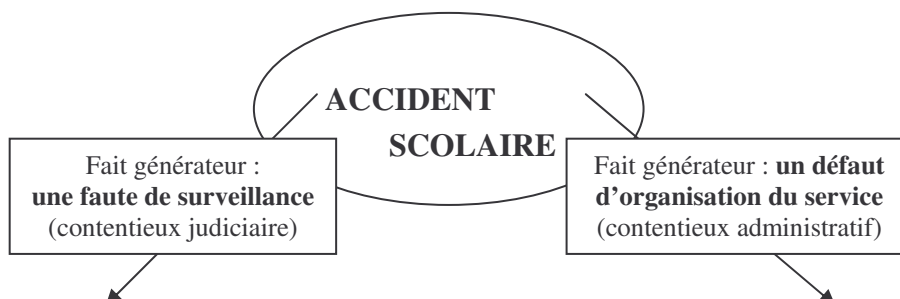 ACCIDENT
SCOLAIRE
Fait générateur :
une faute de surveillance
(contentieux judiciaire)
Fait générateur : un défaut
d'organisation du service
(contentieux administratif)